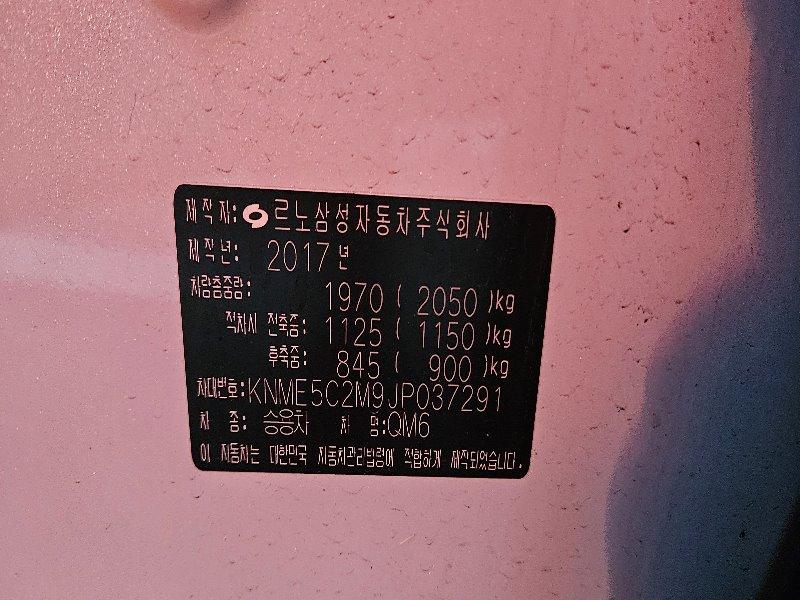 제작자: 르노삼성자동차주식회사
제작년: 2017년
차량총중량: 1970 ( 2050 )kg
적차시 전축중: 1125 ( 1150 )kg
후축중: 845 ( 900 )kg
차대번호:KNME5C2M9JP037291
차 종: 승용차 차 명:QM6
이 자동차는 대한민국 자동차관리법령에 적합하게 제작되었습니다.